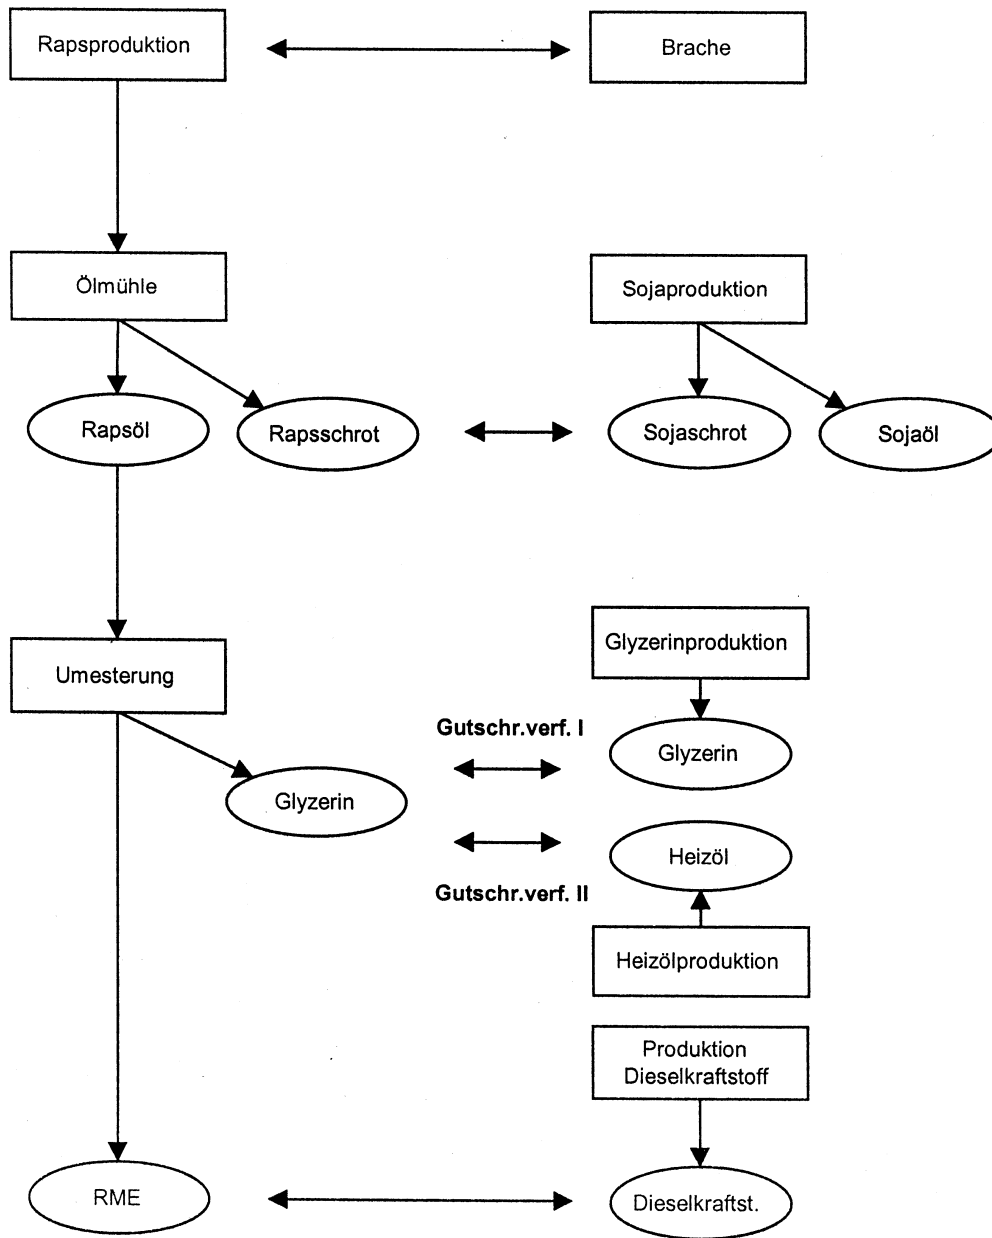 Rapsproduktion
Brache
Ölmühle
Sojaproduktion
Rapsöl
Rapsschrot
Sojaschrot
Sojaöl
Umesterung
Glyzerinproduktion
Gutschr.verf. I
Glyzerin
Glyzerin
Heizöl
Gutschr.verf. II
Heizölproduktion
Produktion
Dieselkraftstoff
RME
Dieselkraftst.